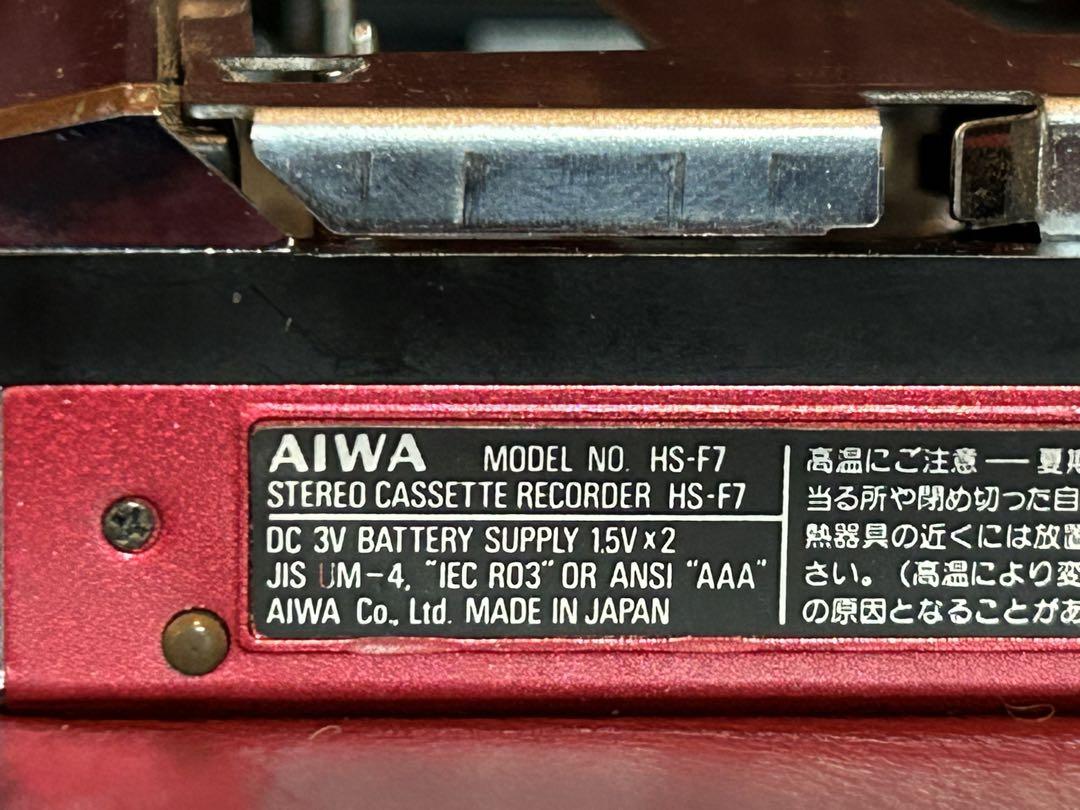 AIWA MODEL NO. HS-F7
STEREO CASSETTE RECORDER HS-F7
DC 3V BATTERY SUPPLY 1.5V×2
JIS UM-4, "IEC R03" OR ANSI "AAA"
AIWA Co., Ltd. MADE IN JAPAN
高温にご注意 — 夏期
当る所や閉め切った自
熱器具の近くには放置
さい。(高温により変
の原因となることがあ